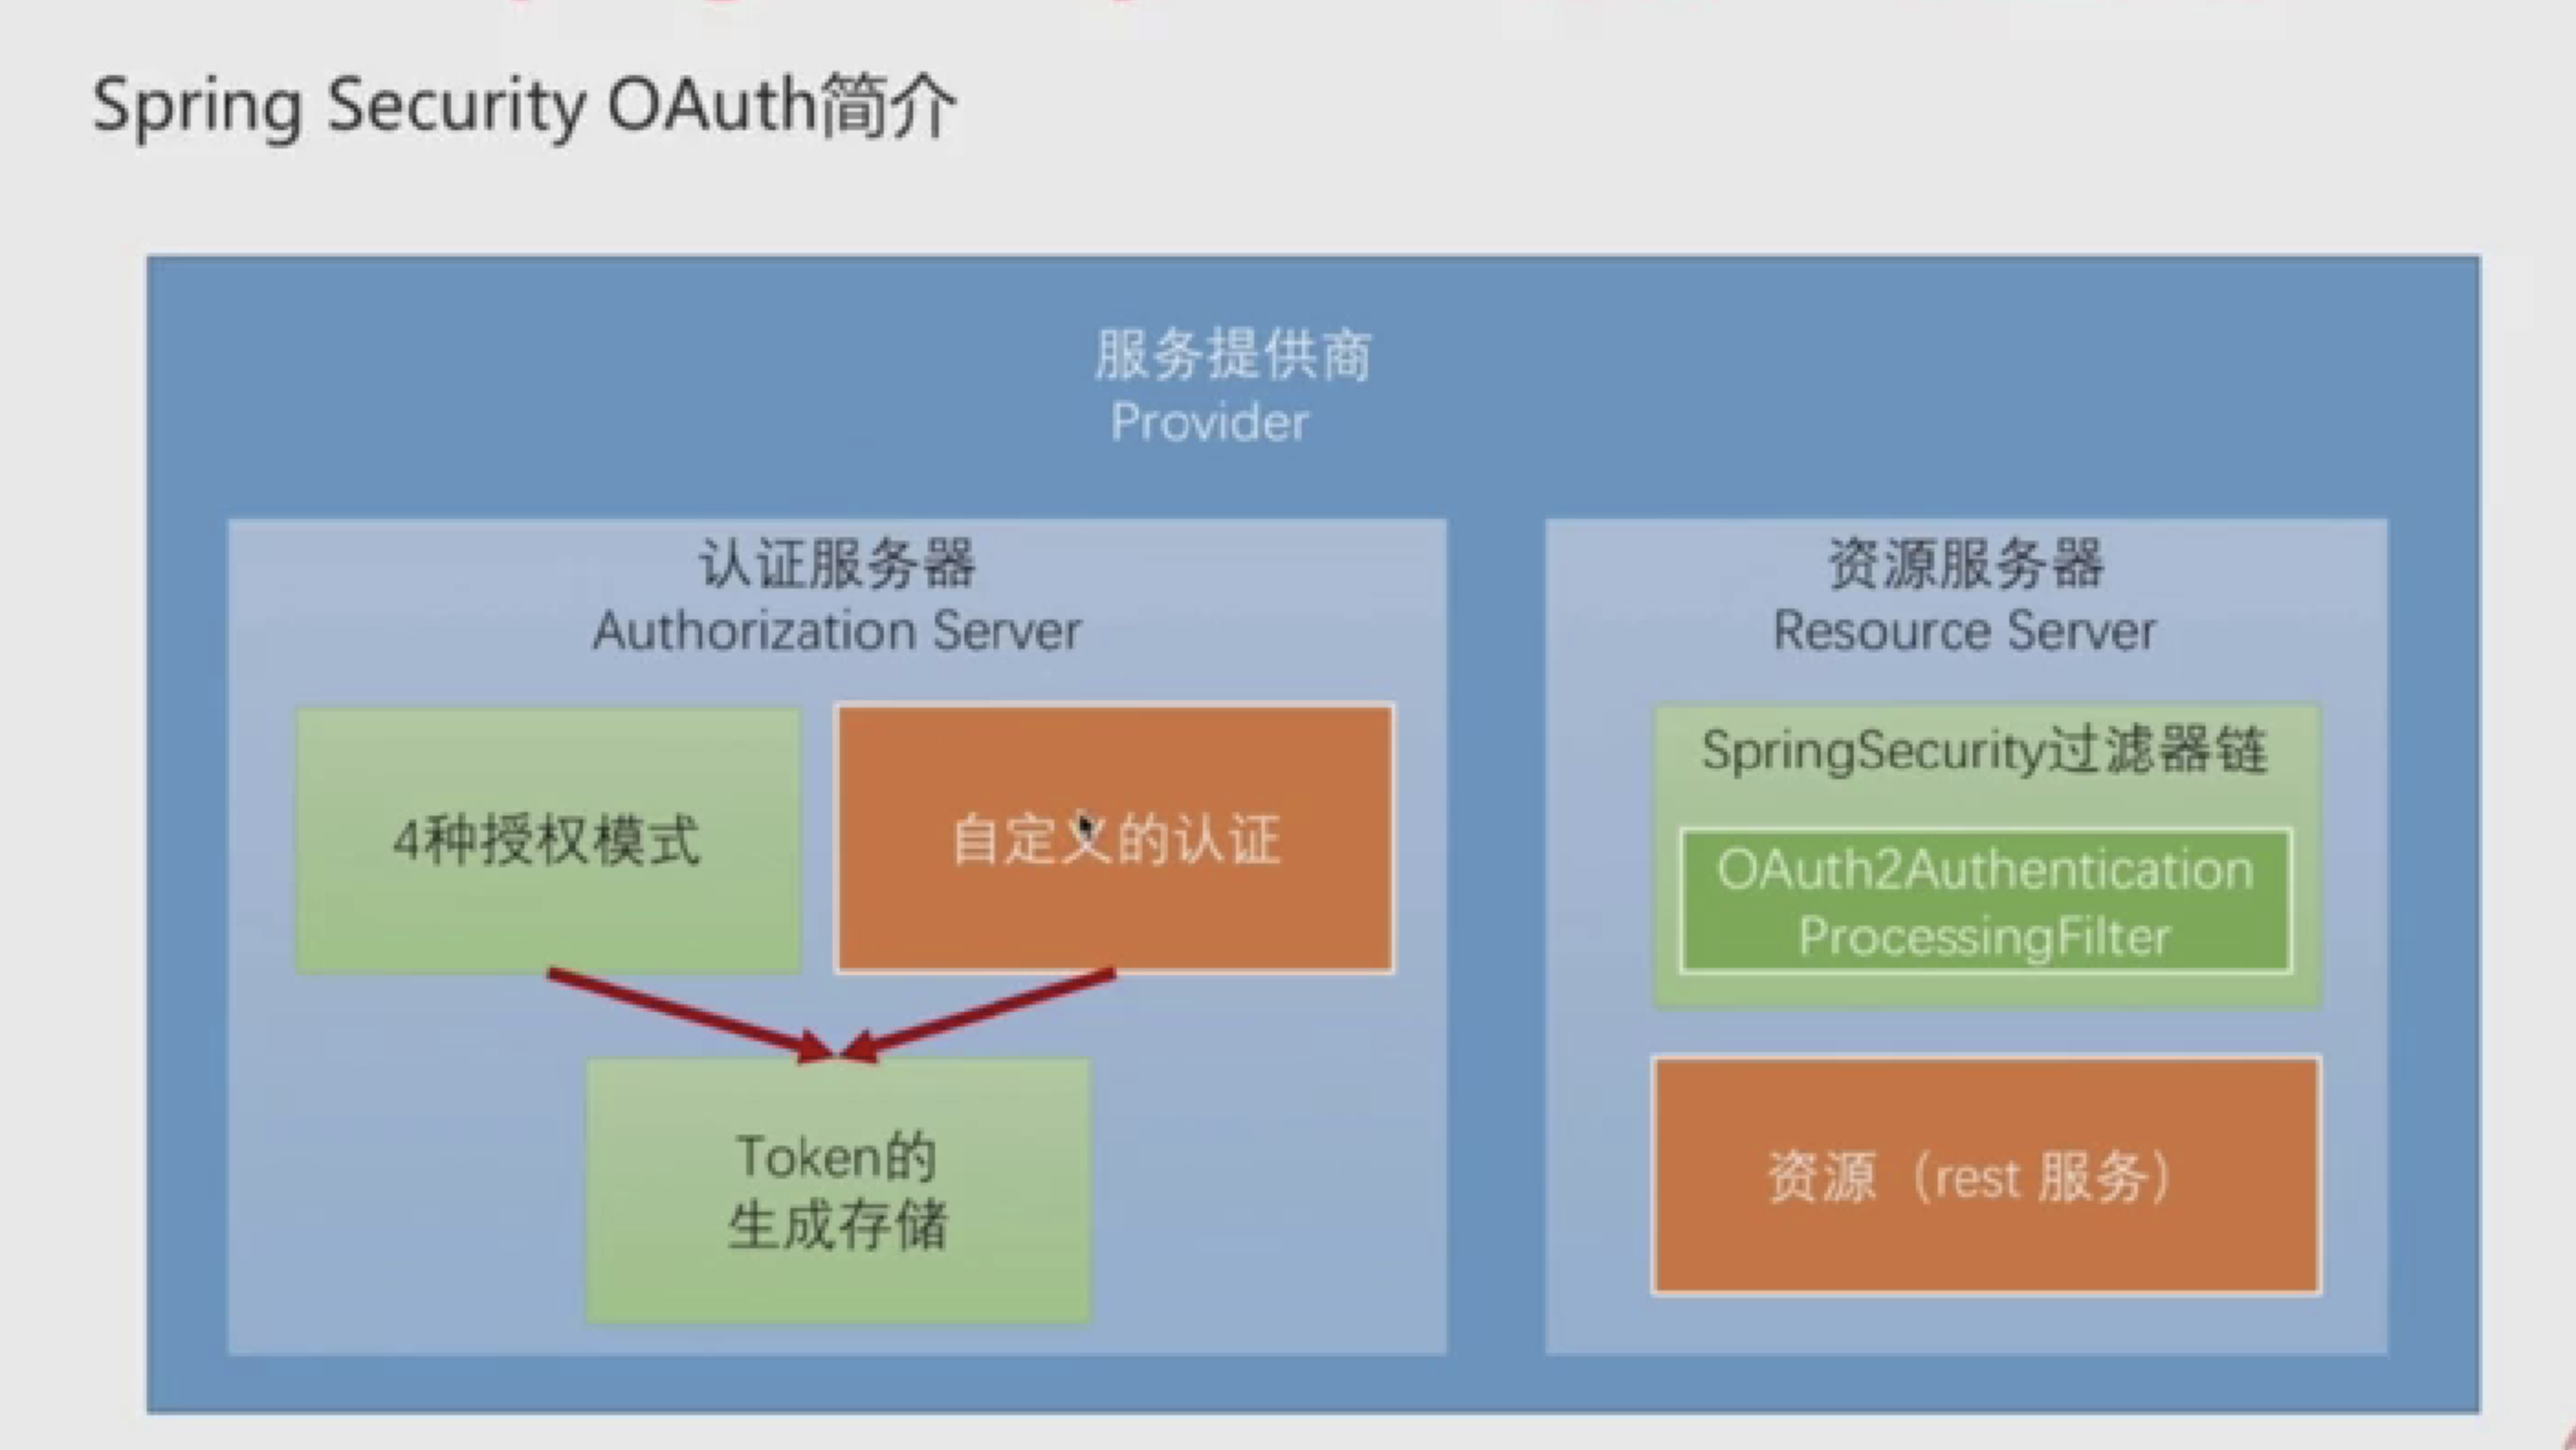 Spring Security OAuth简介
服务提供商
Provider
认证服务器
Authorization Server
4种授权模式
自定义的认证
Token的
生成存储
资源服务器
Resource Server
SpringSecurity过滤器链
OAuth2Authentication
ProcessingFilter
资源（rest 服务）